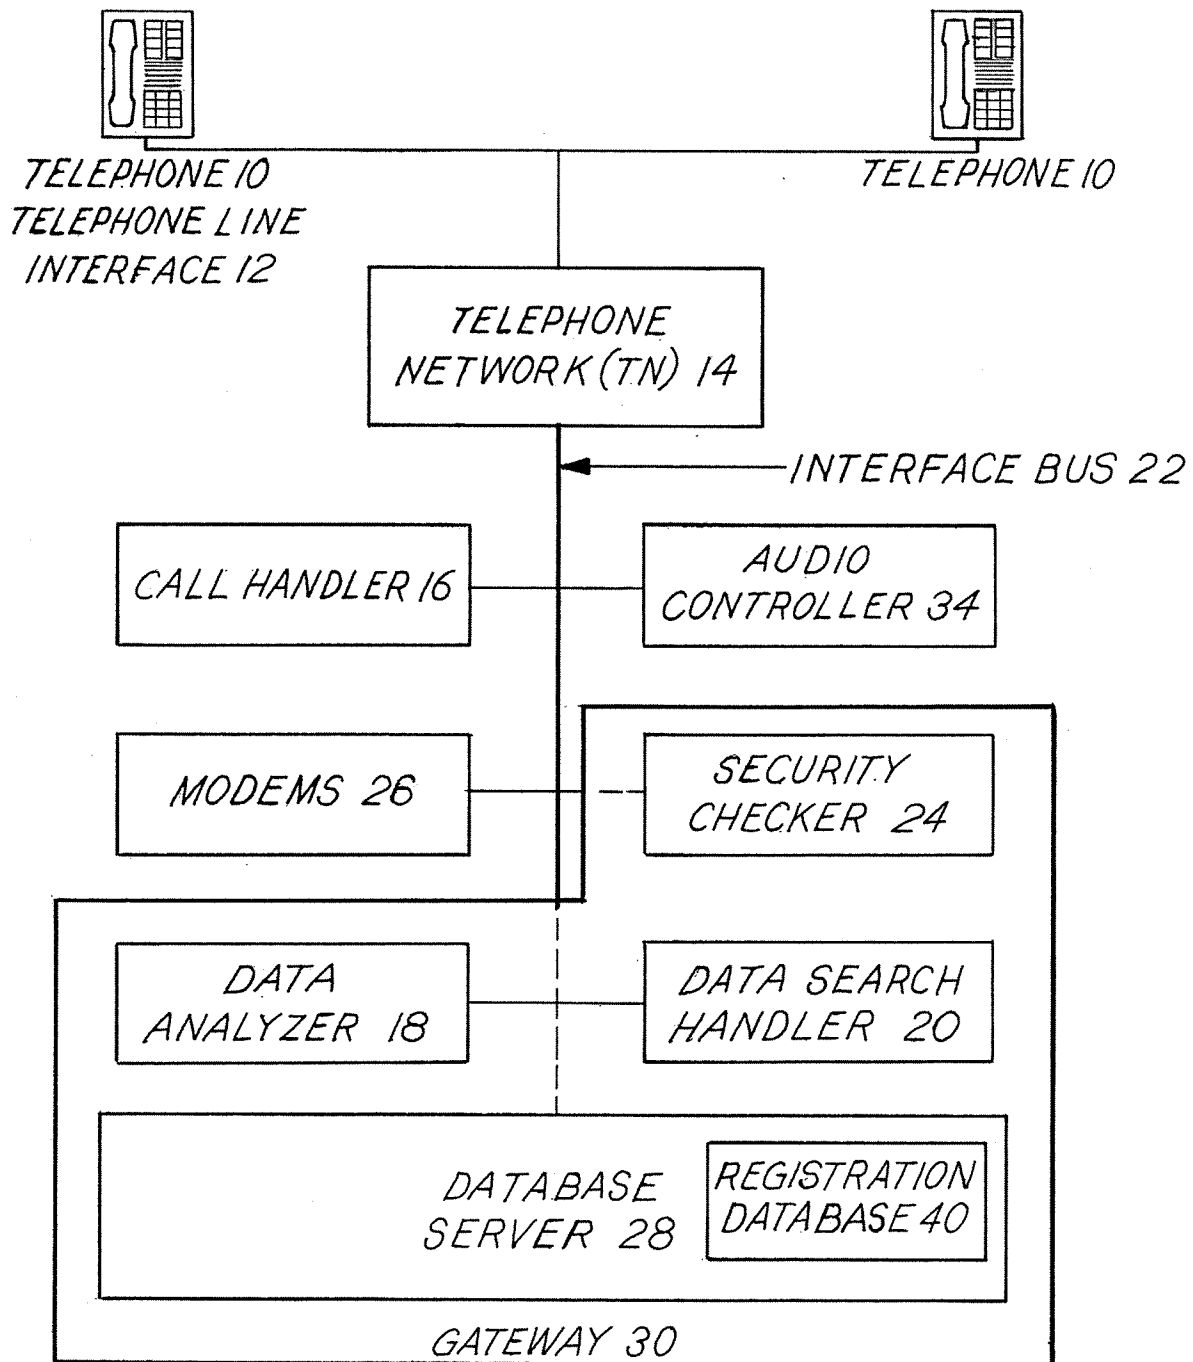 TELEPHONE 10
TELEPHONE 10
TELEPHONE LINE
INTERFACE 12
TELEPHONE
NETWORK (TN) 14
INTERFACE BUS 22
CALL HANDLER 16
AUDIO
CONTROLLER 34
MODEMS 26
SECURITY
CHECKER 24
DATA
ANALYZER 18
DATA SEARCH
HANDLER 20
DATABASE
SERVER 28
REGISTRATION
DATABASE 40
GATEWAY 30